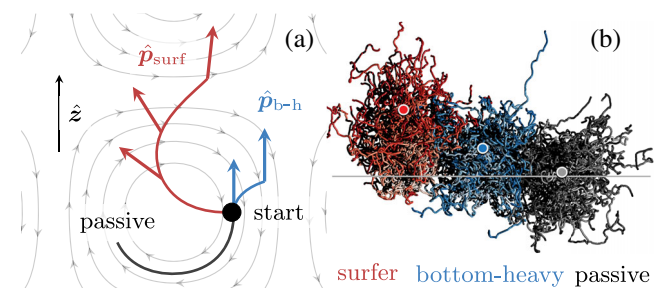 (a)
(b)
p̂surf
p̂b-h
ẑ
passive
start
surfer bottom-heavy passive